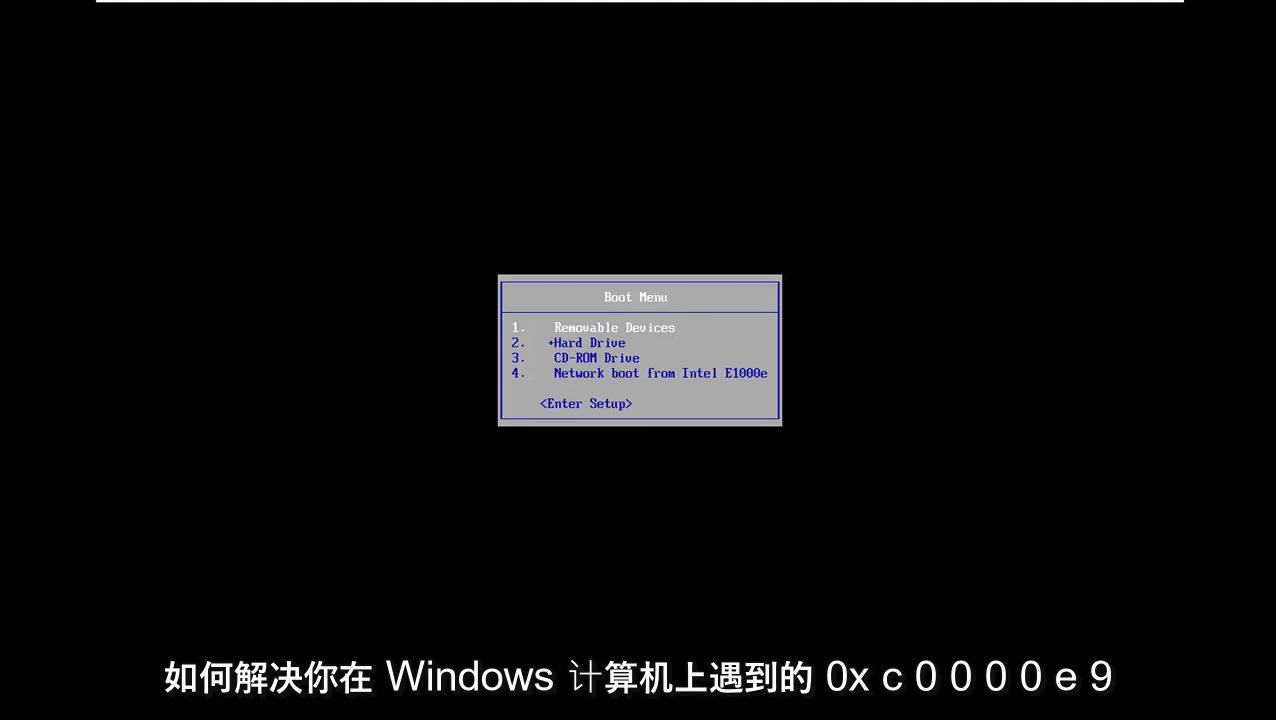 Boot Menu
1. Removable Devices
2. +Hard Drive
3. CD-ROM Drive
4. Network boot from Intel E1000e
<Enter Setup>
如何解决你在 Windows 计算机上遇到的 0x c 0 0 0 0 e 9